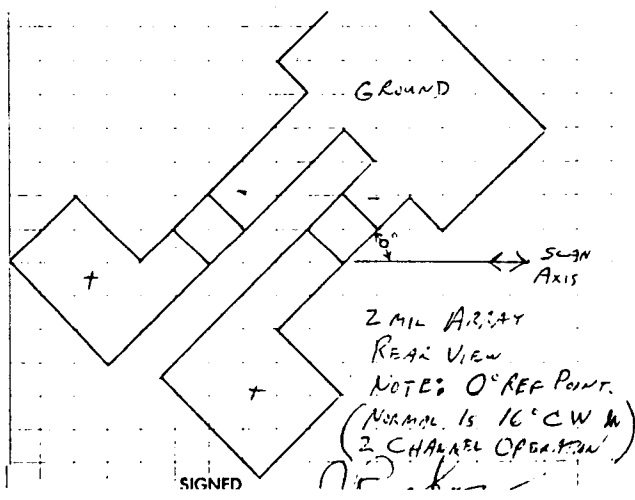 GROUND
-
-
0°
SCAN
AXIS
+
+
2 MIL ARRAY
REAR VIEW
NOTE: 0° REF POINT.
(NORMAL IS 16° CW IN
2 CHANNEL OPERATION)
SIGNED